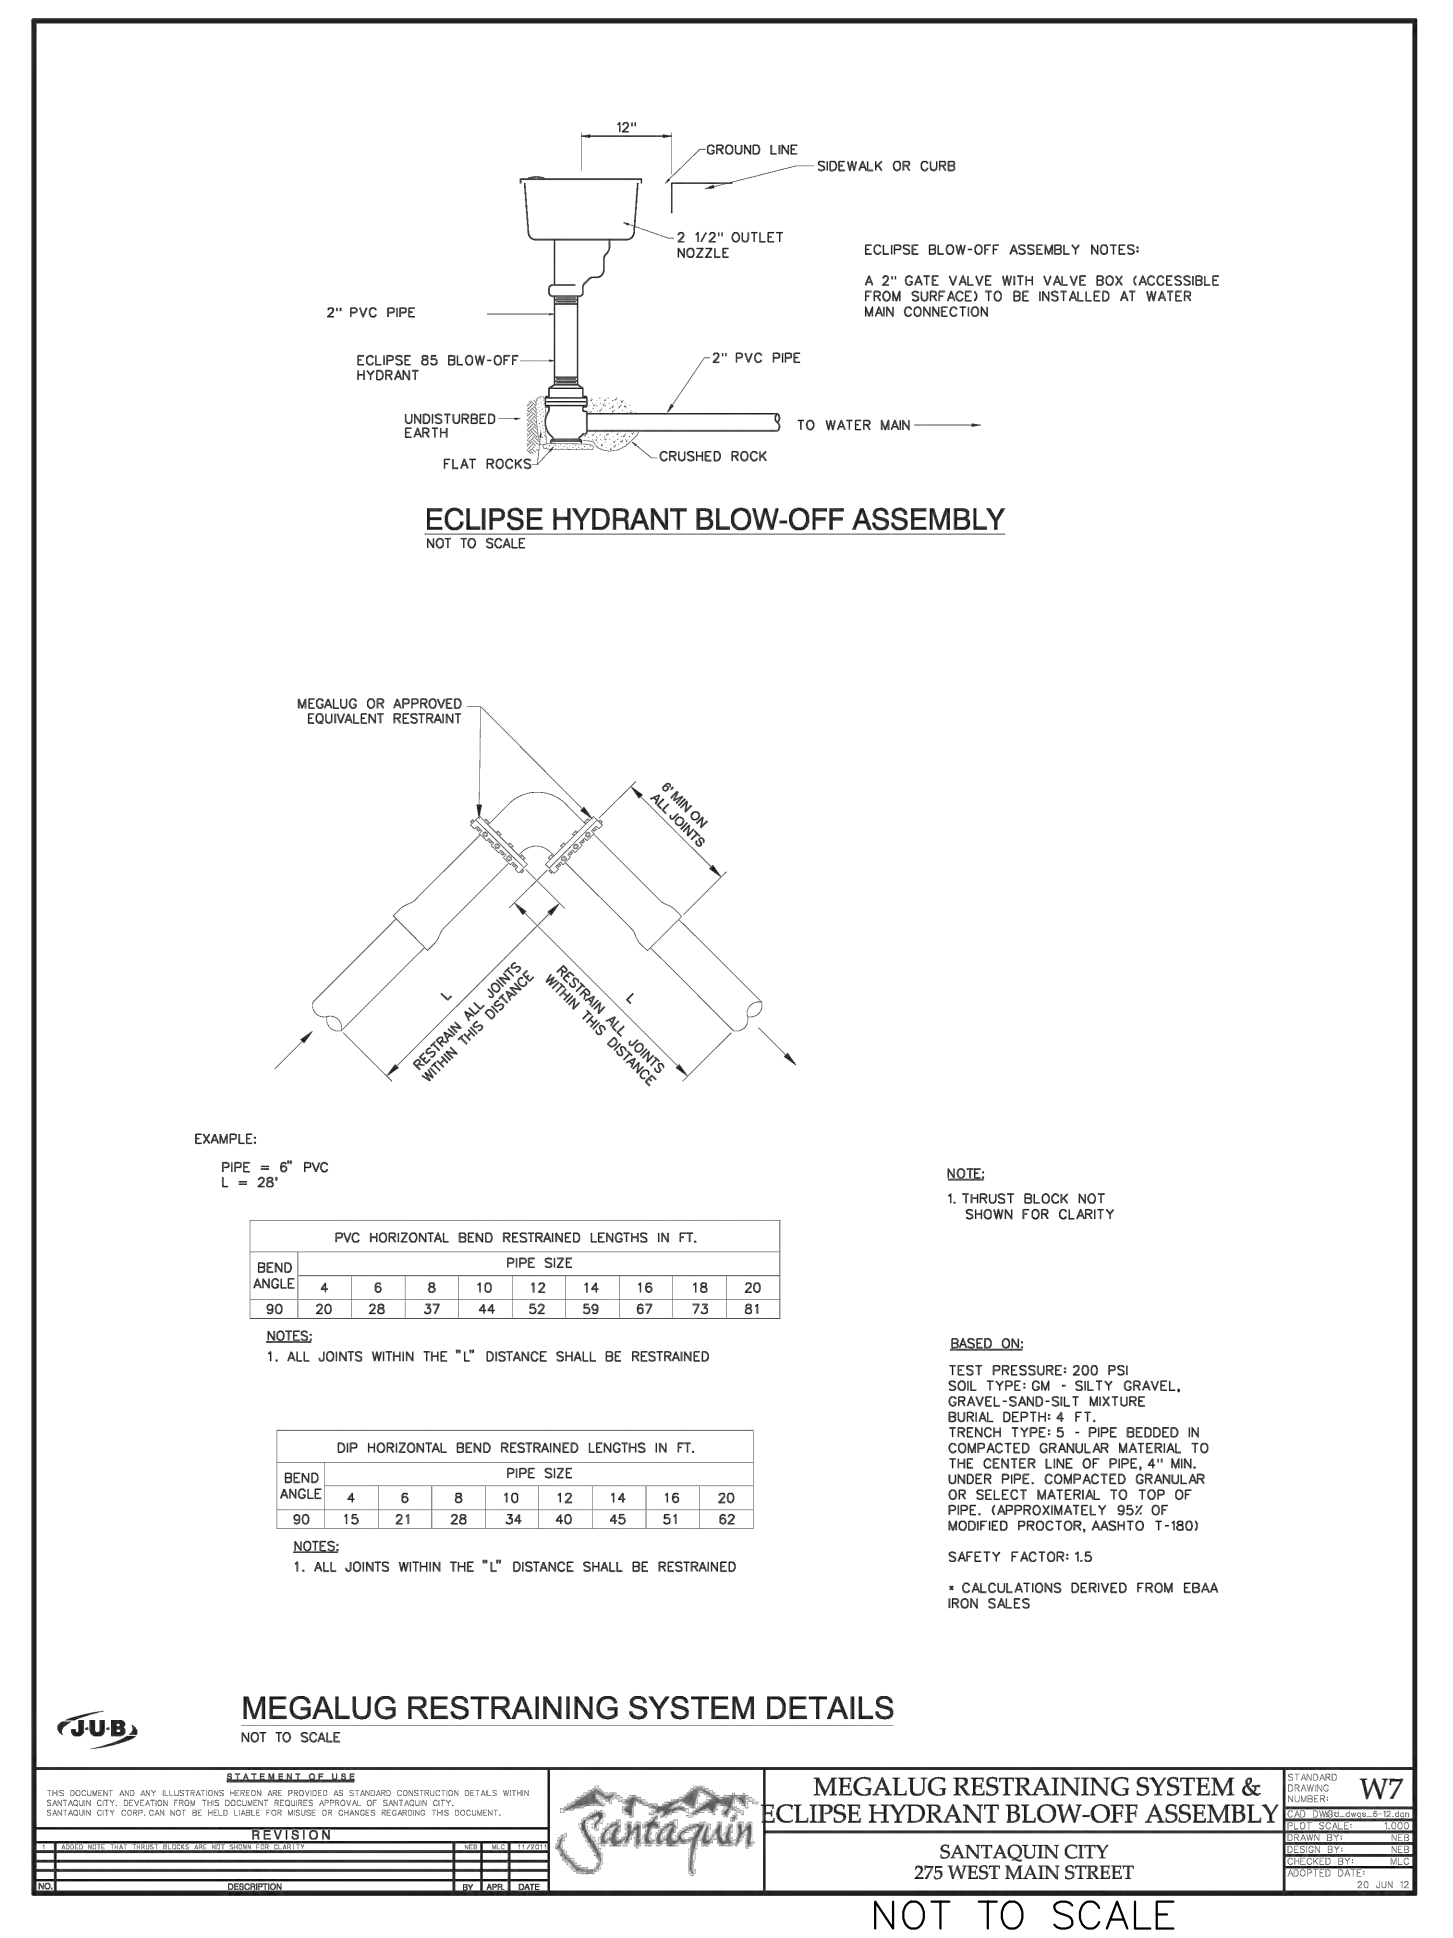 12"
GROUND LINE
SIDEWALK OR CURB
2 1/2" OUTLET
NOZZLE
ECLIPSE BLOW-OFF ASSEMBLY NOTES:
A 2" GATE VALVE WITH VALVE BOX (ACCESSIBLE
FROM SURFACE) TO BE INSTALLED AT WATER
MAIN CONNECTION
2" PVC PIPE
ECLIPSE 85 BLOW-OFF
HYDRANT
2" PVC PIPE
UNDISTURBED
EARTH
TO WATER MAIN
FLAT ROCKS
CRUSHED ROCK
ECLIPSE HYDRANT BLOW-OFF ASSEMBLY
NOT TO SCALE
MEGALUG OR APPROVED
EQUIVALENT RESTRAINT
6' MIN ON
ALL JOINTS
L
RESTRAIN ALL JOINTS
WITHIN THIS DISTANCE
L
RESTRAIN ALL JOINTS
WITHIN THIS DISTANCE
EXAMPLE:
PIPE = 6" PVC
L = 28'
NOTE:
1. THRUST BLOCK NOT
SHOWN FOR CLARITY
PVC HORIZONTAL BEND RESTRAINED LENGTHS IN FT.
BEND
ANGLE
PIPE SIZE
4 6 8 10 12 14 16 18 20
90 20 28 37 44 52 59 67 73 81
NOTES:
1. ALL JOINTS WITHIN THE "L" DISTANCE SHALL BE RESTRAINED
DIP HORIZONTAL BEND RESTRAINED LENGTHS IN FT.
BEND
ANGLE
PIPE SIZE
4 6 8 10 12 14 16 20
90 15 21 28 34 40 45 51 62
NOTES:
1. ALL JOINTS WITHIN THE "L" DISTANCE SHALL BE RESTRAINED
BASED ON:
TEST PRESSURE: 200 PSI
SOIL TYPE: GM - SILTY GRAVEL,
GRAVEL-SAND-SILT MIXTURE
BURIAL DEPTH: 4 FT.
TRENCH TYPE: 5 - PIPE BEDDED IN
COMPACTED GRANULAR MATERIAL TO
THE CENTER LINE OF PIPE, 4" MIN.
UNDER PIPE. COMPACTED GRANULAR
OR SELECT MATERIAL TO TOP OF
PIPE. (APPROXIMATELY 95% OF
MODIFIED PROCTOR, AASHTO T-180)
SAFETY FACTOR: 1.5
* CALCULATIONS DERIVED FROM EBAA
IRON SALES
MEGALUG RESTRAINING SYSTEM DETAILS
NOT TO SCALE
J·U·B
STATEMENT OF USE
THIS DOCUMENT AND ANY ILLUSTRATIONS HEREON ARE PROVIDED AS STANDARD CONSTRUCTION DETAILS WITHIN
SANTAQUIN CITY. DEVEATION FROM THIS DOCUMENT REQUIRES APPROVAL OF SANTAQUIN CITY.
SANTAQUIN CITY CORP. CAN NOT BE HELD LIABLE FOR MISUSE OR CHANGES REGARDING THIS DOCUMENT.
REVISION
1 ADDED NOTE THAT THRUST BLOCKS ARE NOT SHOWN FOR CLARITY NEB MLC 11/2011
NO. DESCRIPTION BY APR. DATE
Santaquin
MEGALUG RESTRAINING SYSTEM &
ECLIPSE HYDRANT BLOW-OFF ASSEMBLY
SANTAQUIN CITY
275 WEST MAIN STREET
STANDARD
DRAWING
NUMBER:
W7
PLOT SCALE: 1.000
DRAWN BY: NEB
DESIGN BY: NEB
CHECKED BY: MLC
ADOPTED DATE:
20 JUN 12
NOT TO SCALE